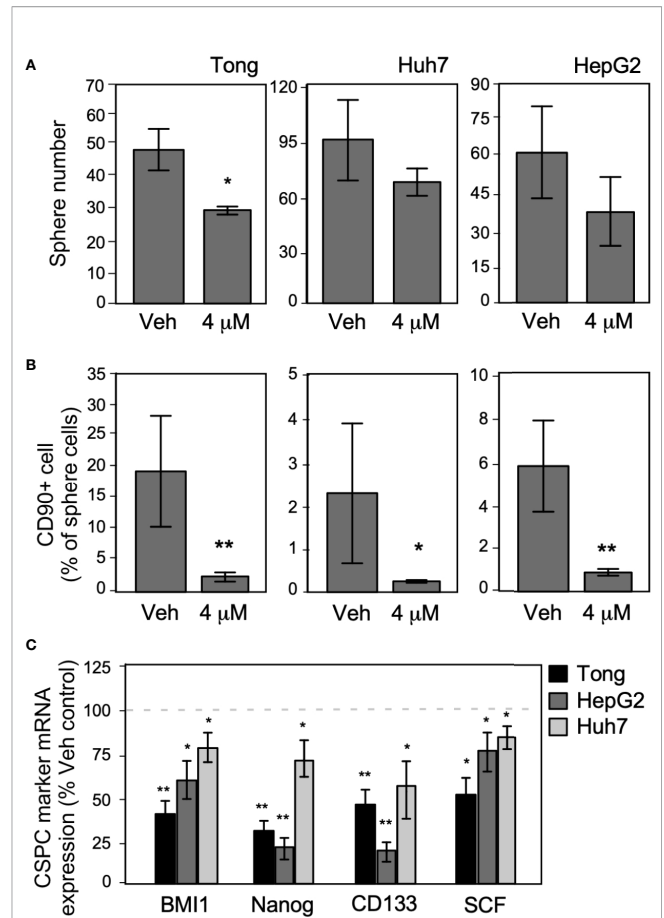 A
Tong
Huh7
HepG2
Sphere number
70
60
50
40
30
20
10
0
*
Veh
4 μM
120
95
60
30
0
Veh
4 μM
90
75
60
45
30
15
0
Veh
4 μM
B
CD90+ cell
(% of sphere cells)
35
30
25
20
15
10
5
0
**
Veh
4 μM
5
4
3
2
1
0
*
Veh
4 μM
10
8
6
4
2
0
**
Veh
4 μM
C
CSPC marker mRNA
expression (% Veh control)
125
100
75
50
25
0
** * *
** ** *
** ** *
* * *
BMI1
Nanog
CD133
SCF
Tong
HepG2
Huh7